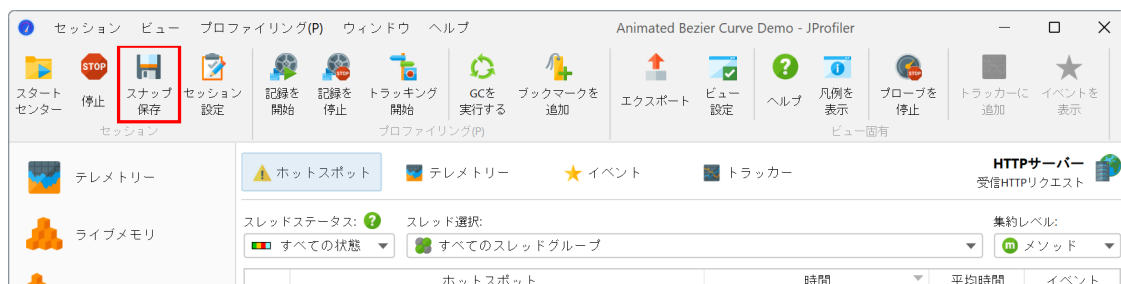 セッション ビュー プロファイリング(P) ウィンドウ ヘルプ Animated Bezier Curve Demo - JProfiler
スタート
センター
STOP
停止
スナップ
保存
セッション
設定
記録を
開始
STOP
記録を
停止
トラッキング
開始
GCを
実行する
ブックマークを
追加
エクスポート
ビュー
設定
ヘルプ
凡例を
表示
STOP
プローブを
停止
トラッカーに
追加
イベントを
表示
セッション プロファイリング(P) ビュー固有
テレメトリー
ライブメモリ
ホットスポット テレメトリー イベント トラッカー
HTTPサーバー
受信HTTPリクエスト
スレッドステータス: スレッド選択: 集約レベル:
すべての状態 すべてのスレッドグループ m メソッド
ホットスポット 時間 平均時間 イベント